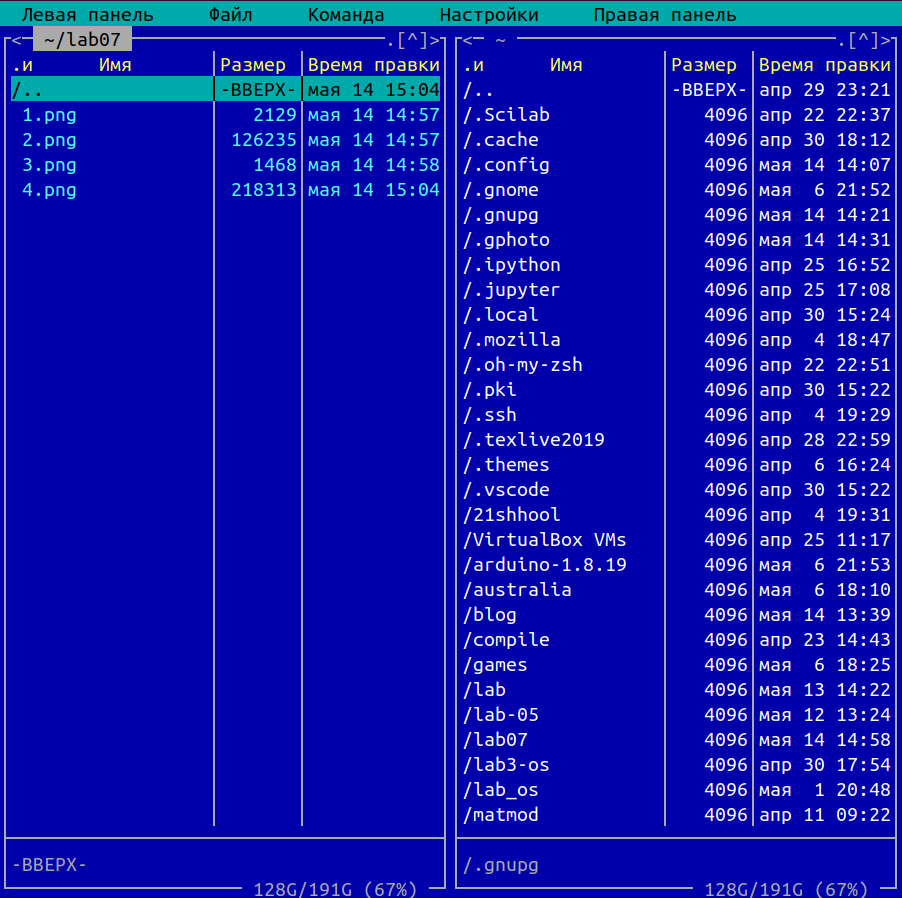 Левая панель Файл Команда Настройки Правая панель
< ~/lab07 .[^]>
.и Имя Размер Время правки
/.. -ВВЕРХ- мая 14 15:04
1.png 2129 мая 14 14:57
2.png 126235 мая 14 14:57
3.png 1468 мая 14 14:58
4.png 218313 мая 14 15:04
-ВВЕРХ-
128G/191G (67%)
< ~ .[^]>
.и Имя Размер Время правки
/.. -ВВЕРХ- апр 29 23:21
/.Scilab 4096 апр 22 22:37
/.cache 4096 апр 30 18:12
/.config 4096 мая 14 14:07
/.gnome 4096 мая 6 21:52
/.gnupg 4096 мая 14 14:21
/.gphoto 4096 мая 14 14:31
/.ipython 4096 апр 25 16:52
/.jupyter 4096 апр 25 17:08
/.local 4096 апр 30 15:24
/.mozilla 4096 апр 4 18:47
/.oh-my-zsh 4096 апр 22 22:51
/.pki 4096 апр 30 15:22
/.ssh 4096 апр 4 19:29
/.texlive2019 4096 апр 28 22:59
/.themes 4096 апр 6 16:24
/.vscode 4096 апр 30 15:22
/21shhool 4096 апр 4 19:31
/VirtualBox VMs 4096 апр 25 11:17
/arduino-1.8.19 4096 мая 6 21:53
/australia 4096 мая 6 18:10
/blog 4096 мая 14 13:39
/compile 4096 апр 23 14:43
/games 4096 мая 6 18:25
/lab 4096 мая 13 14:22
/lab-05 4096 мая 12 13:24
/lab07 4096 мая 14 14:58
/lab3-os 4096 апр 30 17:54
/lab_os 4096 мая 1 20:48
/matmod 4096 апр 11 09:22
/.gnupg
128G/191G (67%)